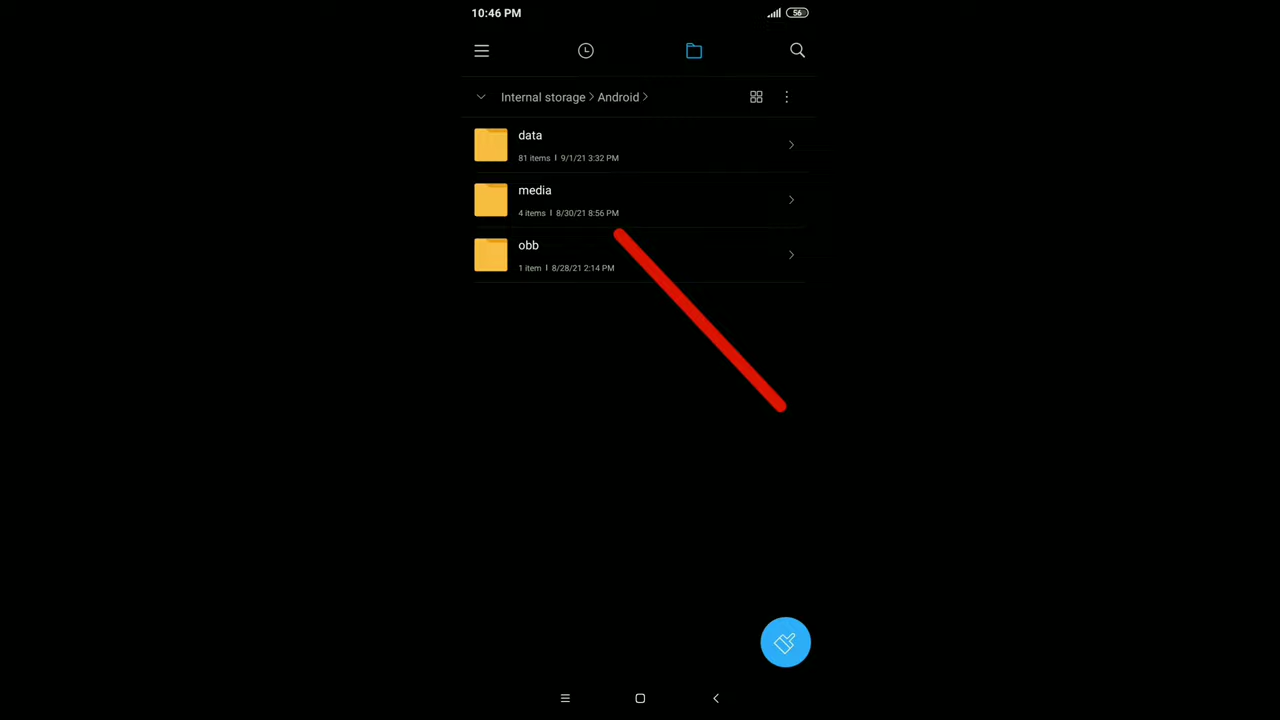 10:46 PM 56
Internal storage > Android >
data
81 items | 9/1/21 3:32 PM
media
4 items | 8/30/21 8:56 PM
obb
1 item | 8/28/21 2:14 PM